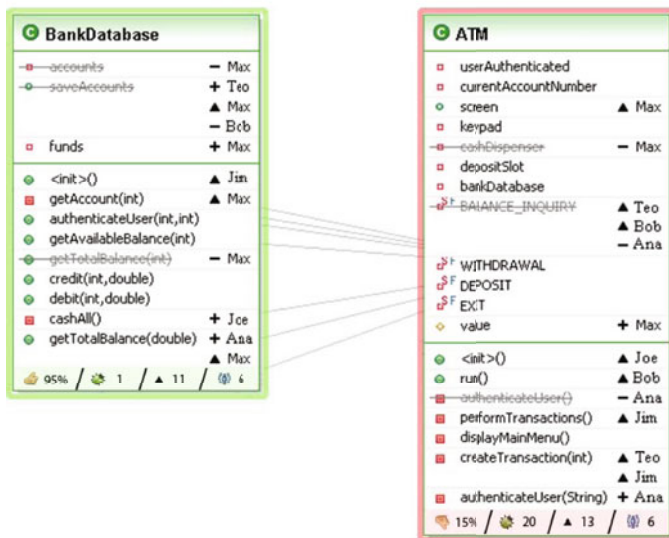 BankDatabase
accounts − Max
saveAccounts + Teo
▲ Max
− Bob
funds + Max
<init>() ▲ Jim
getAccount(int) ▲ Max
authenticateUser(int,int)
getAvailableBalance(int)
getTotalBalance(int) − Max
credit(int,double)
debit(int,double)
cashAll() + Joe
getTotalBalance(double) + Ana
▲ Max
95% / 1 / ▲ 11 / 6
ATM
userAuthenticated
currentAccountNumber
screen ▲ Max
keypad
cashDispenser − Max
depositSlot
bankDatabase
S F BALANCE_INQUIRY ▲ Teo
▲ Bob
− Ana
S F WITHDRAWAL
S F DEPOSIT
S F EXIT
value + Max
<init>() ▲ Joe
run() ▲ Bob
authenticateUser() − Ana
performTransactions() ▲ Jim
displayMainMenu()
createTransaction(int) ▲ Teo
▲ Jim
authenticateUser(String) + Ana
15% / 20 / ▲ 13 / 6